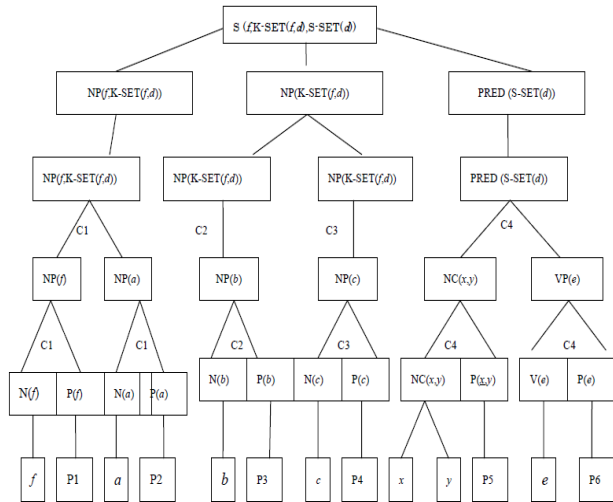 S (f,K-SET(f,d),S-SET(d))
NP(f,K-SET(f,d)) NP(K-SET(f,d)) PRED (S-SET(d))
NP(f,K-SET(f,d)) NP(K-SET(f,d)) NP(K-SET(f,d)) PRED (S-SET(d))
C1 C2 C3 C4
NP(f) NP(a) NP(b) NP(c) NC(x,y) VP(e)
C1 C1 C2 C3 C4 C4
N(f) P(f) N(a) P(a) N(b) P(b) N(c) P(c) NC(x,y) P(x,y) V(e) P(e)
f P1 a P2 b P3 c P4 x y P5 e P6